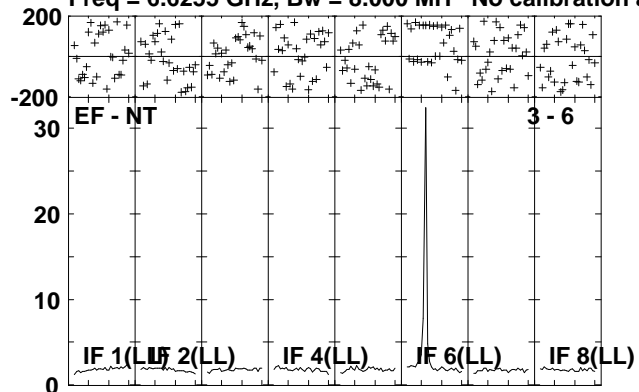 Freq = 6.6255 GHz, Bw = 8.000 MH No calibration a
200
-200
EF - NT 3 - 6
30
20
10
0
IF 1(LL) IF 2(LL) IF 4(LL) IF 6(LL) IF 8(LL)